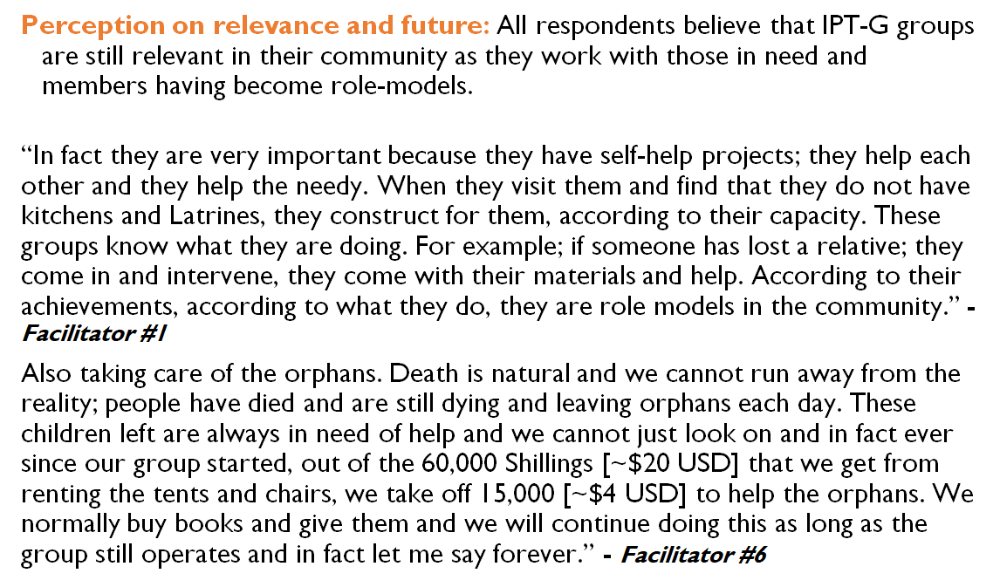 Perception on relevance and future: All respondents believe that IPT-G groups
are still relevant in their community as they work with those in need and
members having become role-models.
“In fact they are very important because they have self-help projects; they help each
other and they help the needy. When they visit them and find that they do not have
kitchens and Latrines, they construct for them, according to their capacity. These
groups know what they are doing. For example; if someone has lost a relative; they
come in and intervene, they come with their materials and help. According to their
achievements, according to what they do, they are role models in the community.” -
Facilitator #1
Also taking care of the orphans. Death is natural and we cannot run away from the
reality; people have died and are still dying and leaving orphans each day. These
children left are always in need of help and we cannot just look on and in fact ever
since our group started, out of the 60,000 Shillings [~$20 USD] that we get from
renting the tents and chairs, we take off 15,000 [~$4 USD] to help the orphans. We
normally buy books and give them and we will continue doing this as long as the
group still operates and in fact let me say forever.” - Facilitator #6